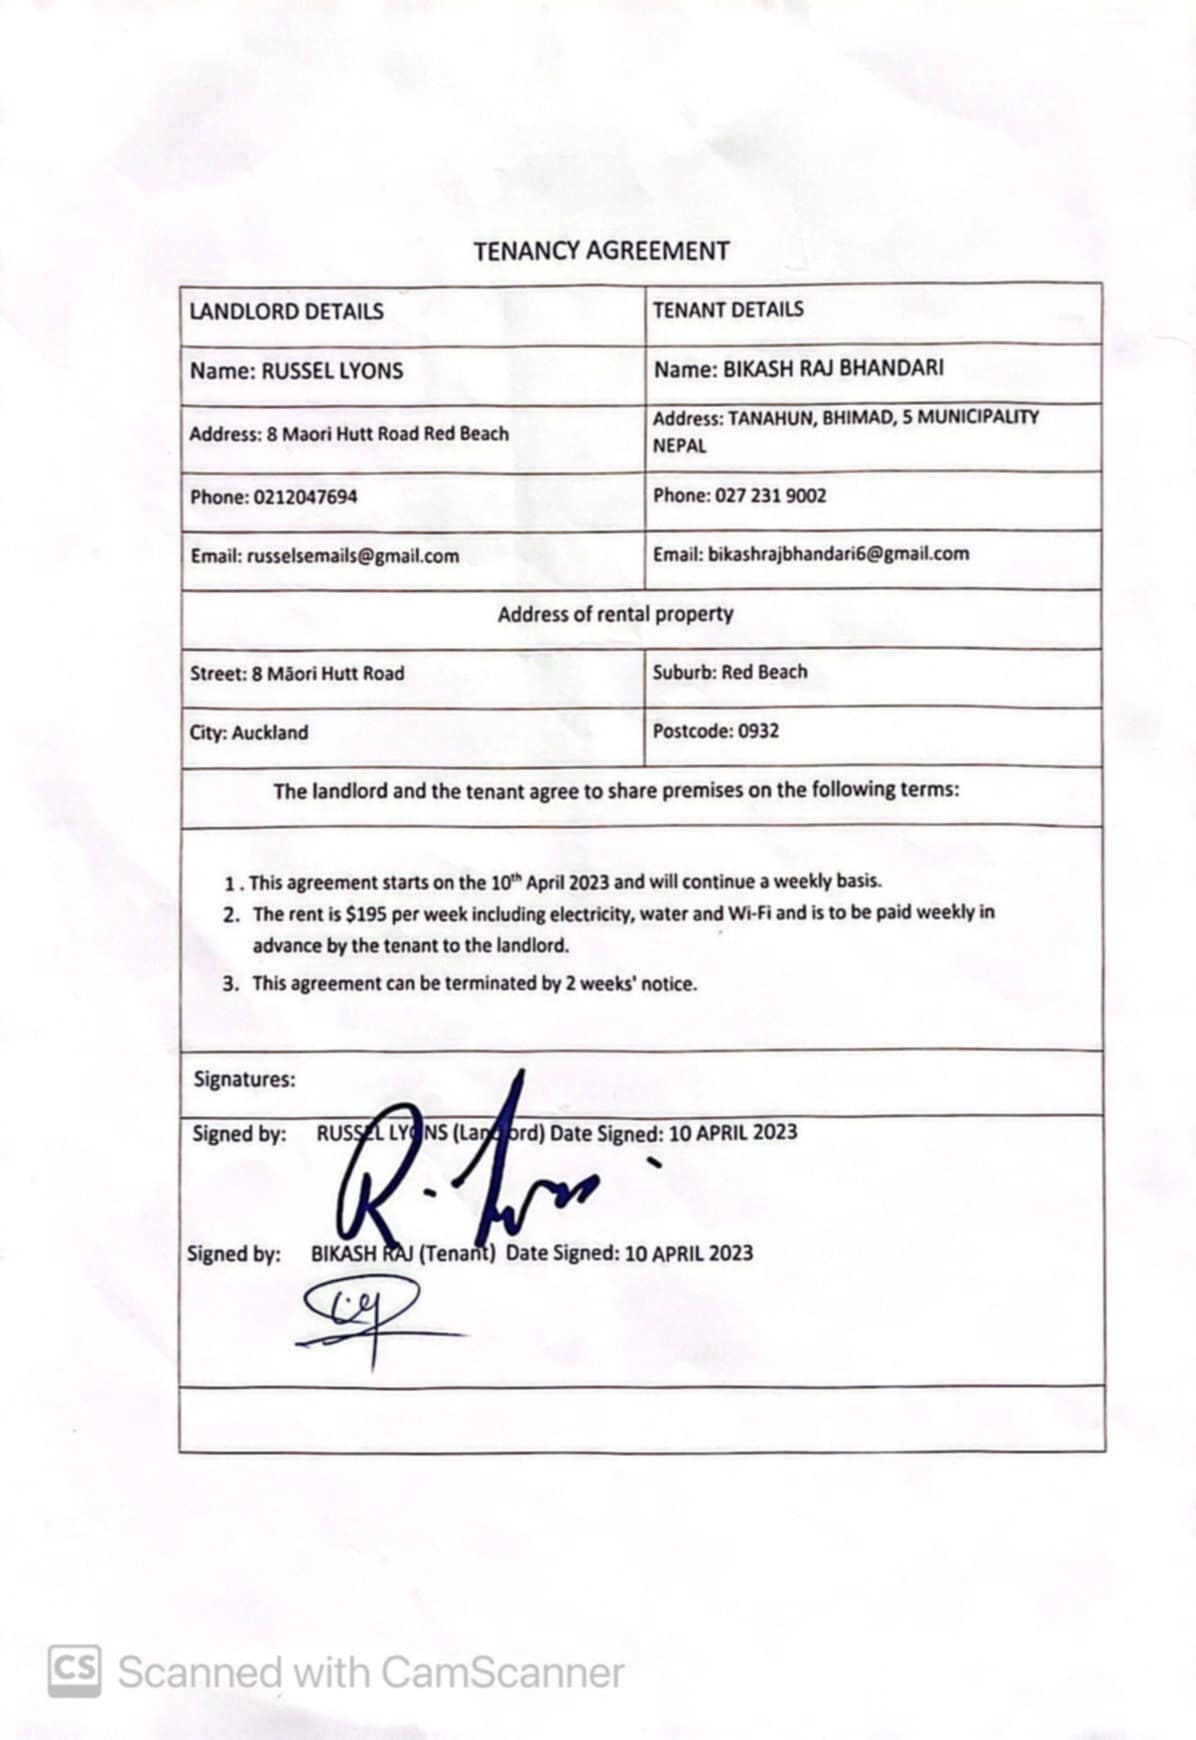 TENANCY AGREEMENT
LANDLORD DETAILS
TENANT DETAILS
Name: RUSSEL LYONS
Name: BIKASH RAJ BHANDARI
Address: 8 Maori Hutt Road Red Beach
Address: TANAHUN, BHIMAD, 5 MUNICIPALITY
NEPAL
Phone: 0212047694
Phone: 027 231 9002
Email: russelsemails@gmail.com
Email: bikashrajbhandari6@gmail.com
Address of rental property
Street: 8 Māori Hutt Road
Suburb: Red Beach
City: Auckland
Postcode: 0932
The landlord and the tenant agree to share premises on the following terms:
1. This agreement starts on the 10th April 2023 and will continue a weekly basis.
2. The rent is $195 per week including electricity, water and Wi-Fi and is to be paid weekly in
advance by the tenant to the landlord.
3. This agreement can be terminated by 2 weeks' notice.
Signatures:
Signed by: RUSSEL LYONS (Landlord) Date Signed: 10 APRIL 2023
Signed by: BIKASH RAJ (Tenant) Date Signed: 10 APRIL 2023
CS Scanned with CamScanner